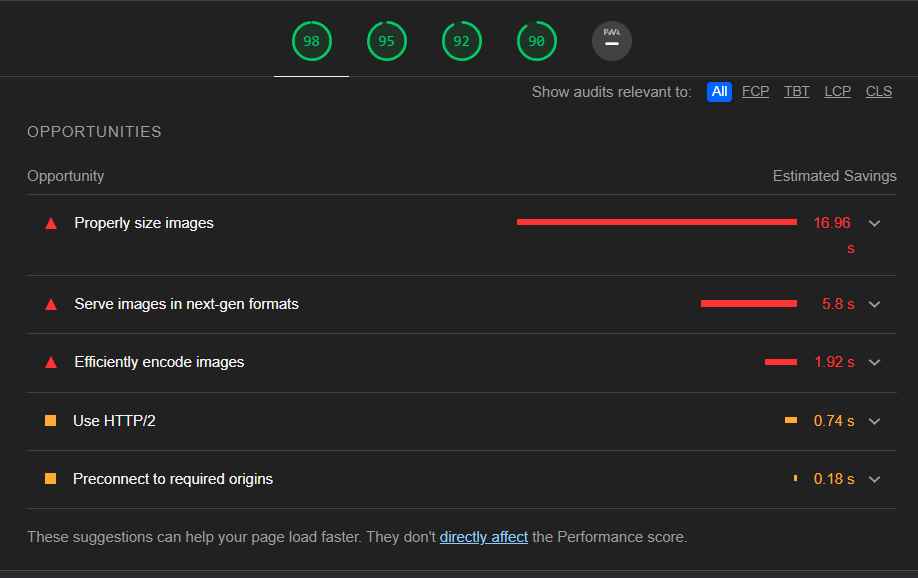 98 95 92 90 PWA
Show audits relevant to: All FCP TBT LCP CLS
OPPORTUNITIES
Opportunity Estimated Savings
Properly size images 16.96
s
Serve images in next-gen formats 5.8 s
Efficiently encode images 1.92 s
Use HTTP/2 0.74 s
Preconnect to required origins 0.18 s
These suggestions can help your page load faster. They don't directly affect the Performance score.